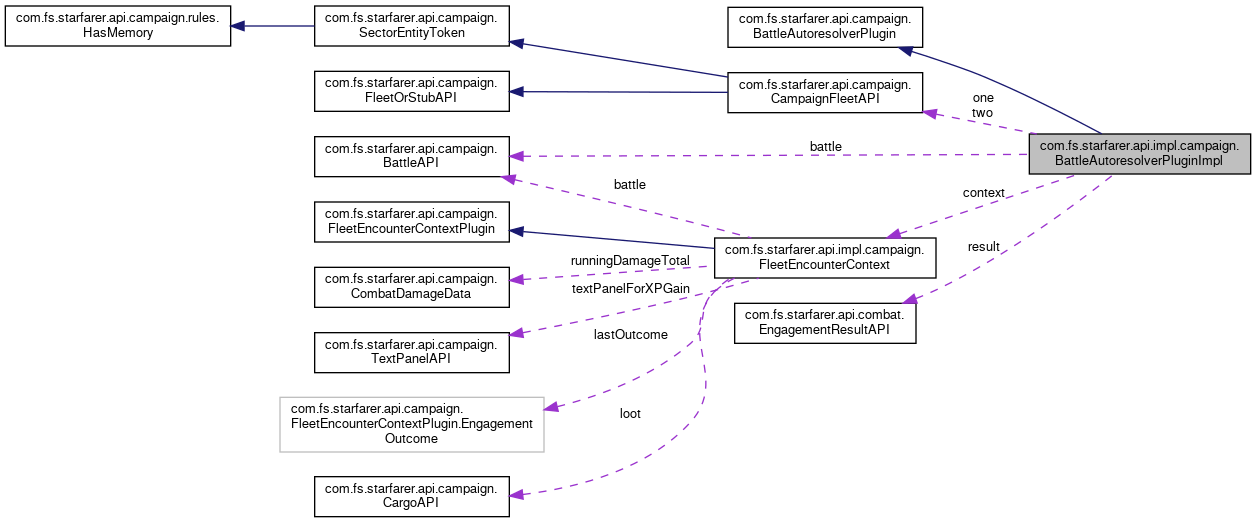 com.fs.starfarer.api.campaign.rules.
HasMemory
com.fs.starfarer.api.campaign.
SectorEntityToken
com.fs.starfarer.api.campaign.
BattleAutoresolverPlugin
com.fs.starfarer.api.campaign.
FleetOrStubAPI
com.fs.starfarer.api.campaign.
CampaignFleetAPI
one
two
com.fs.starfarer.api.impl.campaign.
BattleAutoresolverPluginImpl
com.fs.starfarer.api.campaign.
BattleAPI
battle
battle
context
com.fs.starfarer.api.campaign.
FleetEncounterContextPlugin
com.fs.starfarer.api.impl.campaign.
FleetEncounterContext
result
runningDamageTotal
com.fs.starfarer.api.campaign.
CombatDamageData
textPanelForXPGain
com.fs.starfarer.api.combat.
EngagementResultAPI
com.fs.starfarer.api.campaign.
TextPanelAPI
lastOutcome
com.fs.starfarer.api.campaign.
FleetEncounterContextPlugin.Engagement
Outcome
loot
com.fs.starfarer.api.campaign.
CargoAPI